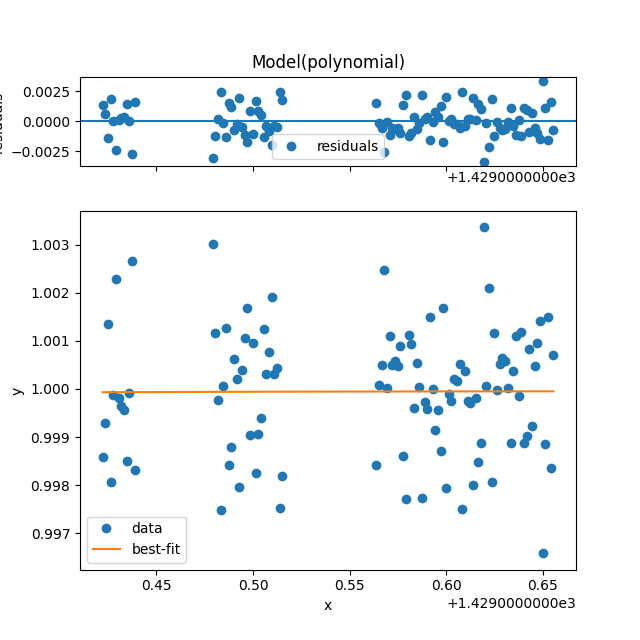 Model(polynomial)
0.0025
0.0000
−0.0025
residuals
residuals
+1.4290000000e3
1.003
1.002
1.001
1.000
0.999
0.998
0.997
y
data
best-fit
0.45
0.50
0.55
0.60
0.65
x
+1.4290000000e3